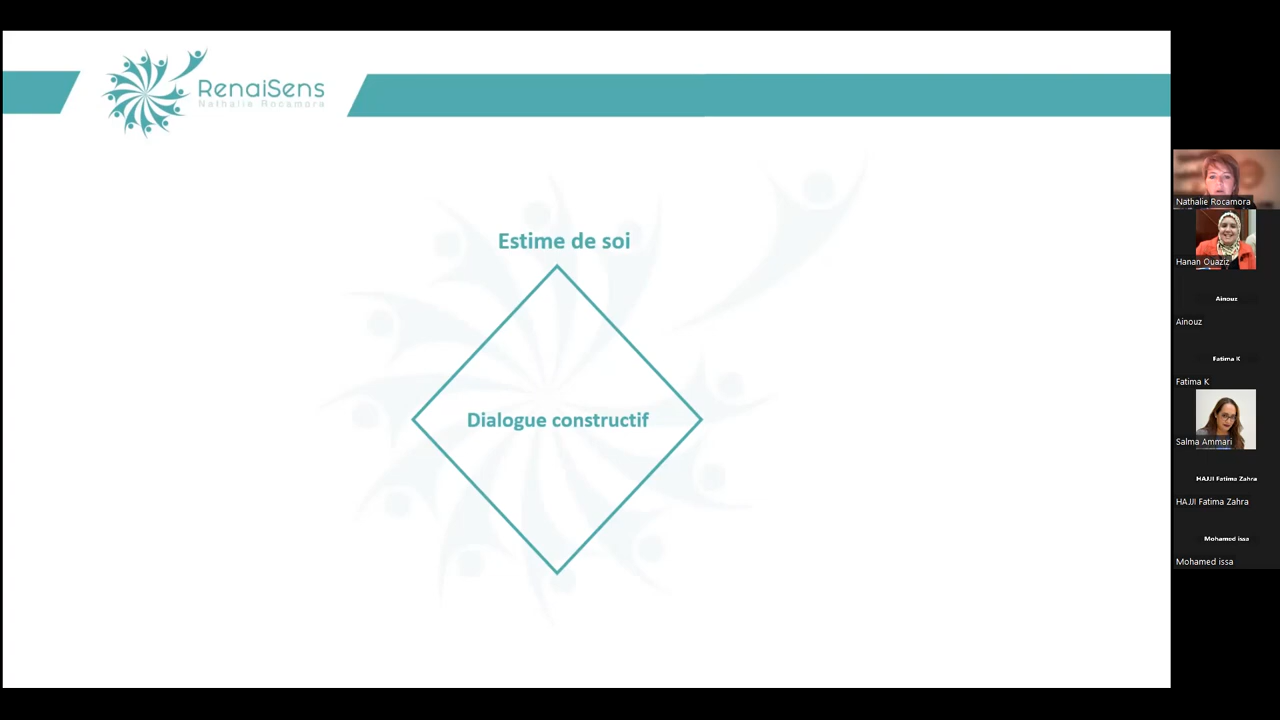 RenaiSens
Nathalie Rocamora
Estime de soi
Dialogue constructif
Nathalie Rocamora
Hanan Ouaziz
Ainouz
Ainouz
Fatima K
Fatima K
Salma Ammari
HAJJI Fatima Zahra
HAJJI Fatima Zahra
Mohamed issa
Mohamed issa